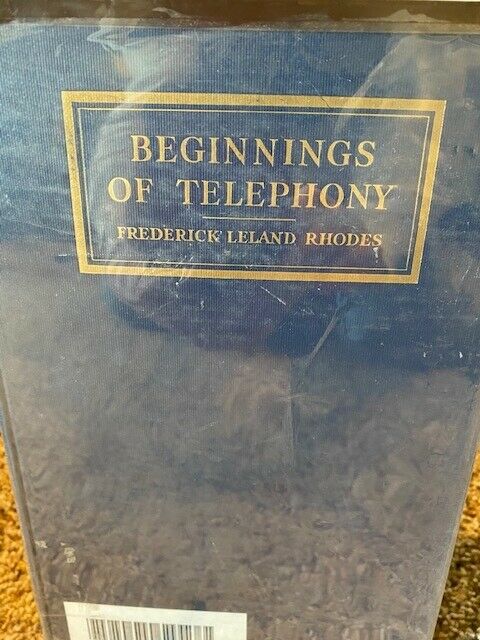 BEGINNINGS
OF TELEPHONY
FREDERICK LELAND RHODES